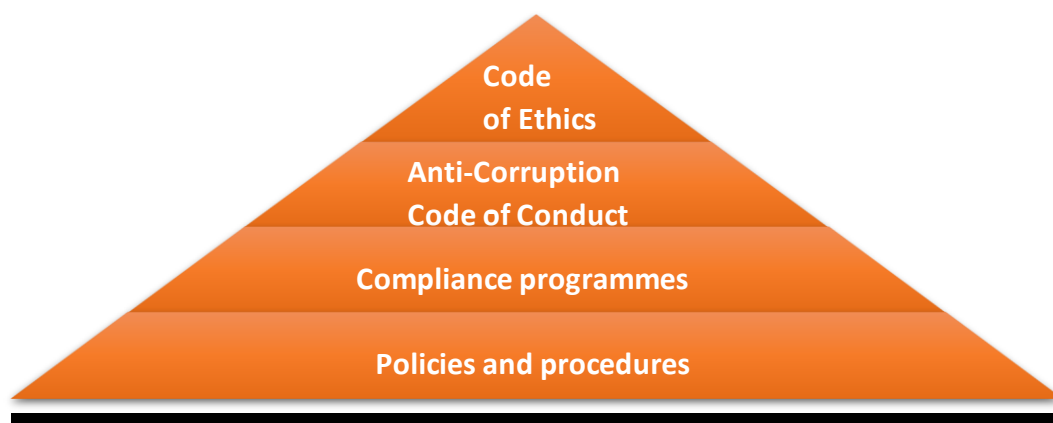 Code
of Ethics
Anti-Corruption
Code of Conduct
Compliance programmes
Policies and procedures